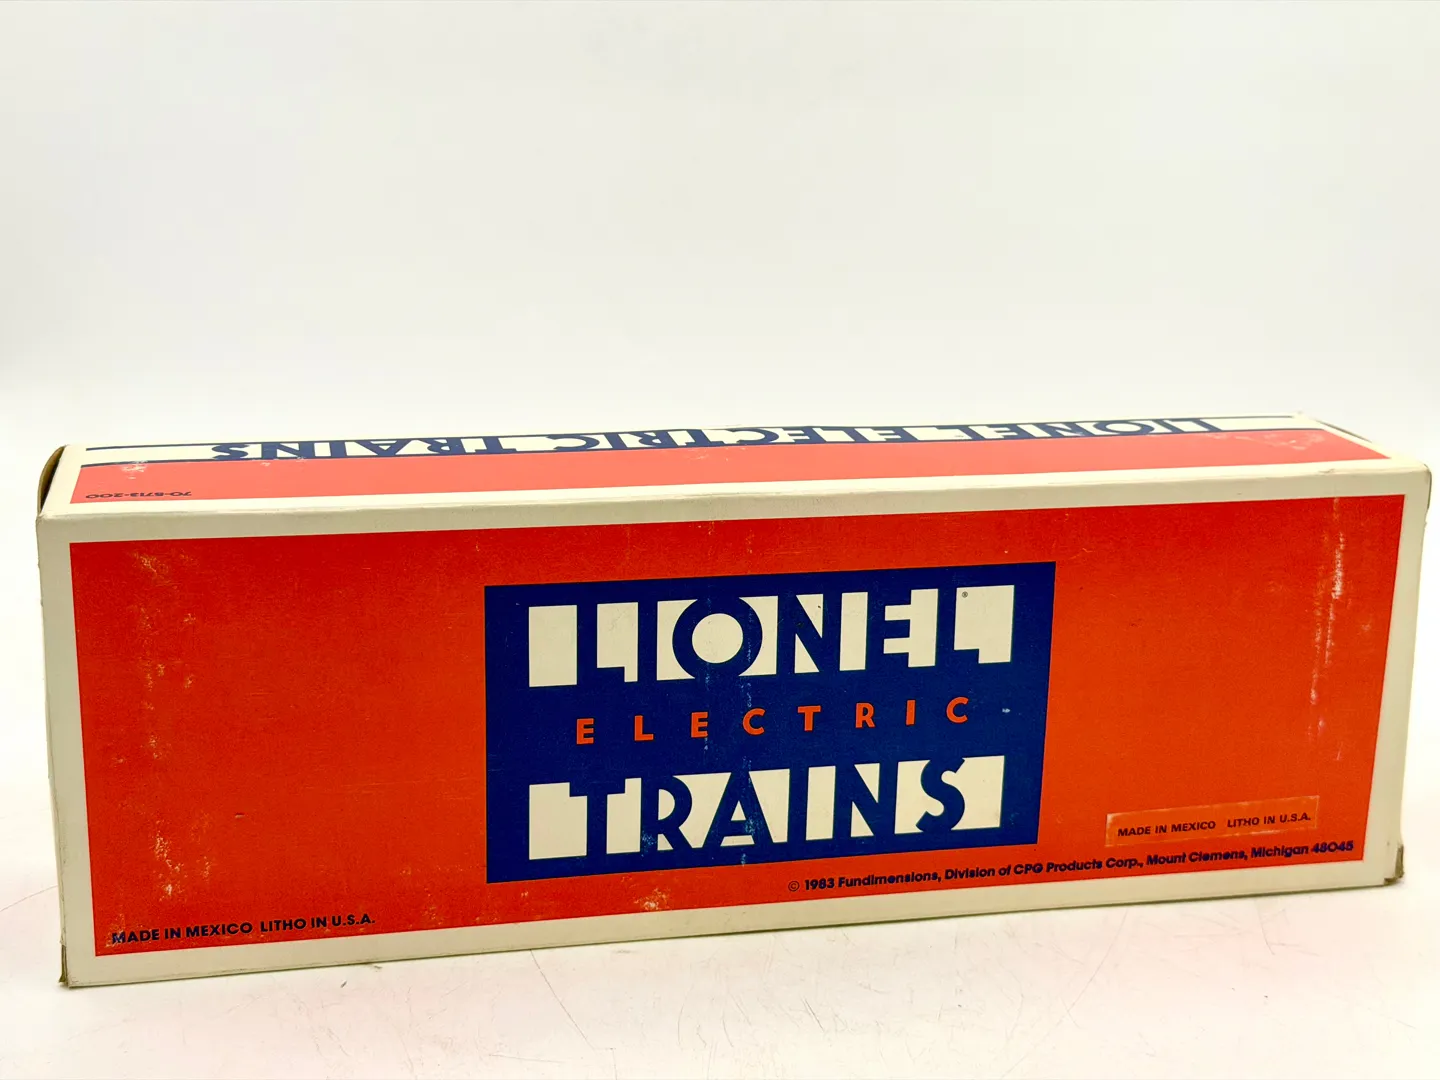 LIONEL ELECTRIC TRAINS
70-5713-200
LIONEL®
ELECTRIC
TRAINS
MADE IN MEXICO LITHO IN U.S.A.
© 1983 Fundimensions, Division of CPG Products Corp., Mount Clemens, Michigan 48045
MADE IN MEXICO LITHO IN U.S.A.